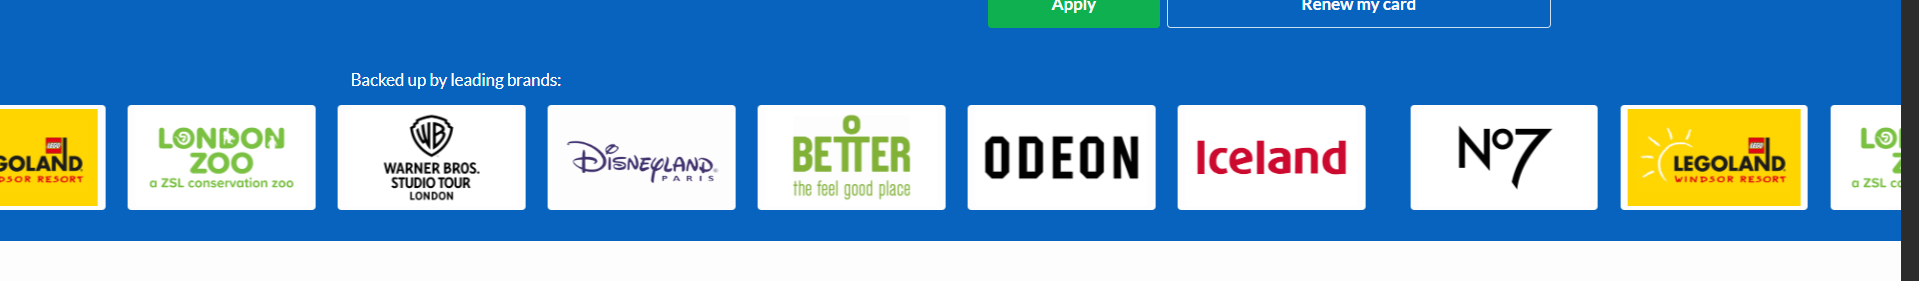 Apply
Renew my card
Backed up by leading brands:
LEGO
GOLAND
DSOR RESORT
LONDON
ZOO
a ZSL conservation zoo
WB
WARNER BROS.
STUDIO TOUR
LONDON
Disneyland
PARIS
BETTER
the feel good place
ODEON
Iceland
No7
LEGO
LEGOLAND
WINDSOR RESORT
LO
a ZSL co